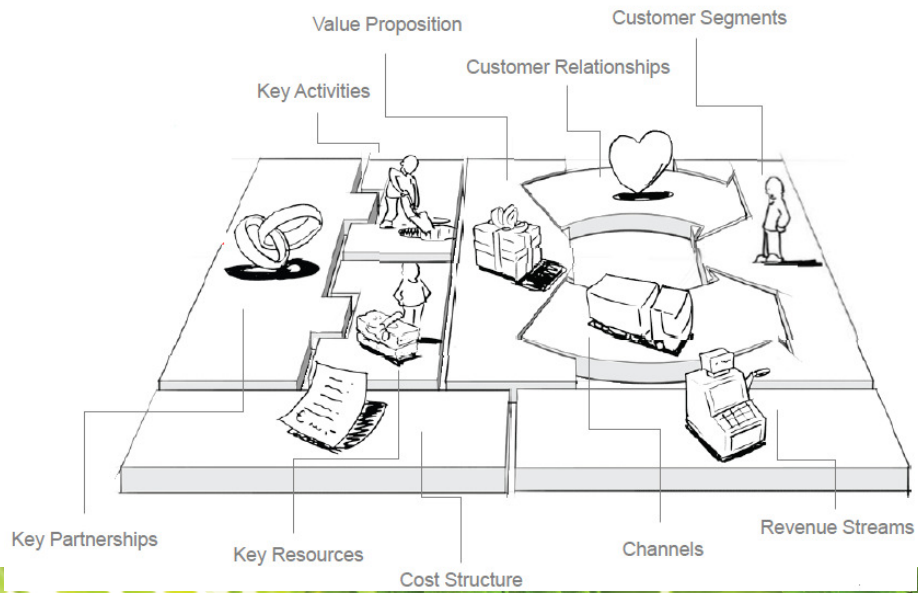 Customer Segments
Value Proposition
Customer Relationships
Key Activities
Key Partnerships
Key Resources
Cost Structure
Channels
Revenue Streams